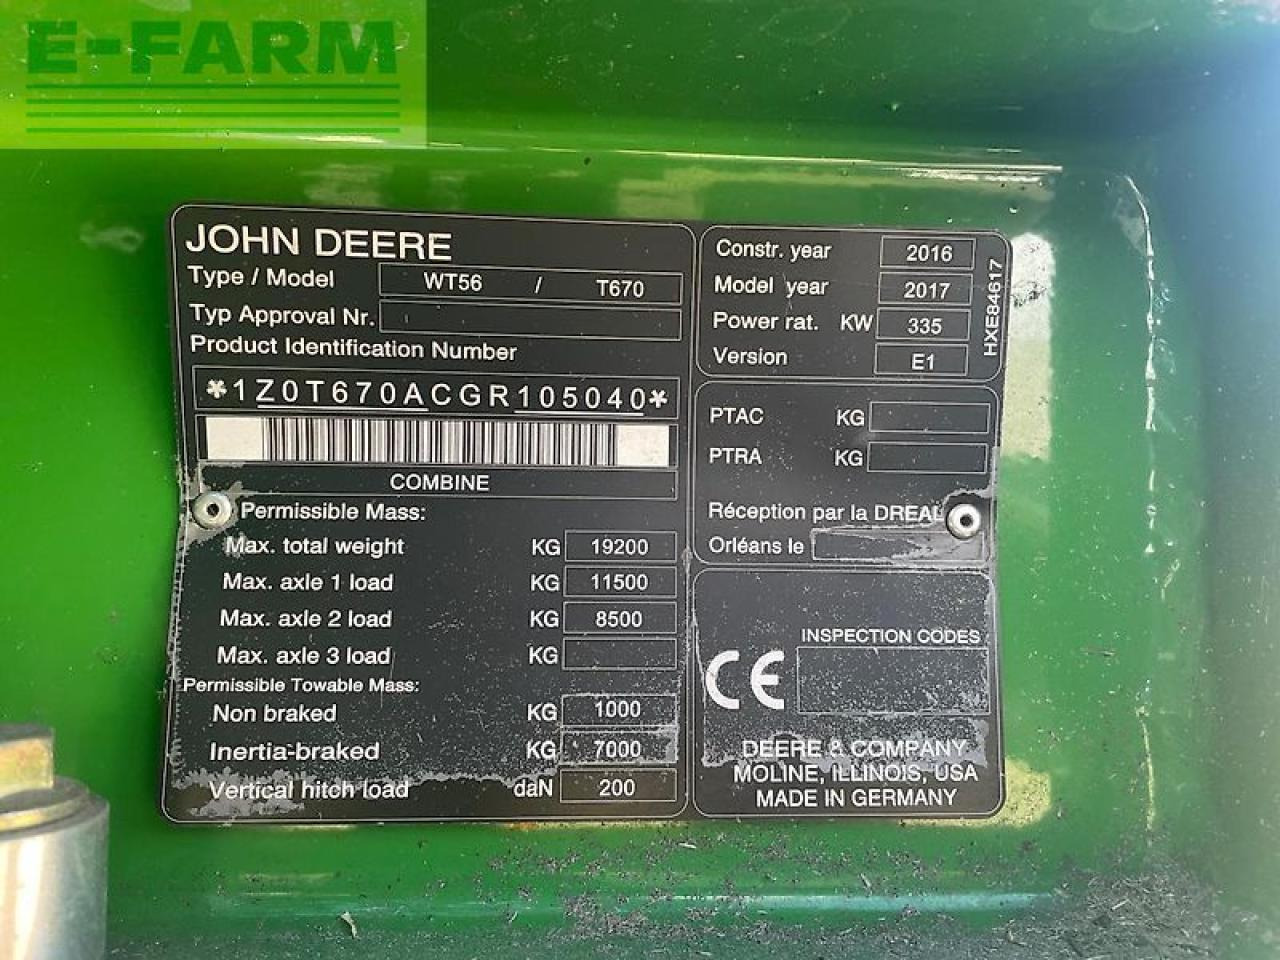 E-FARM
JOHN DEERE
Type / Model WT56 / T670
Typ Approval Nr.
Product Identification Number
*1Z0T670ACGR105040*
COMBINE
Permissible Mass:
Max. total weight KG 19200
Max. axle 1 load KG 11500
Max. axle 2 load KG 8500
Max. axle 3 load KG
Permissible Towable Mass:
Non braked KG 1000
Inertia-braked KG 7000
Vertical hitch load daN 200
Constr. year 2016
Model year 2017
Power rat. KW 335
Version E1
HXE84617
PTAC KG
PTRA KG
Réception par la DREAL
Orléans le
INSPECTION CODES
CE
DEERE & COMPANY
MOLINE, ILLINOIS, USA
MADE IN GERMANY